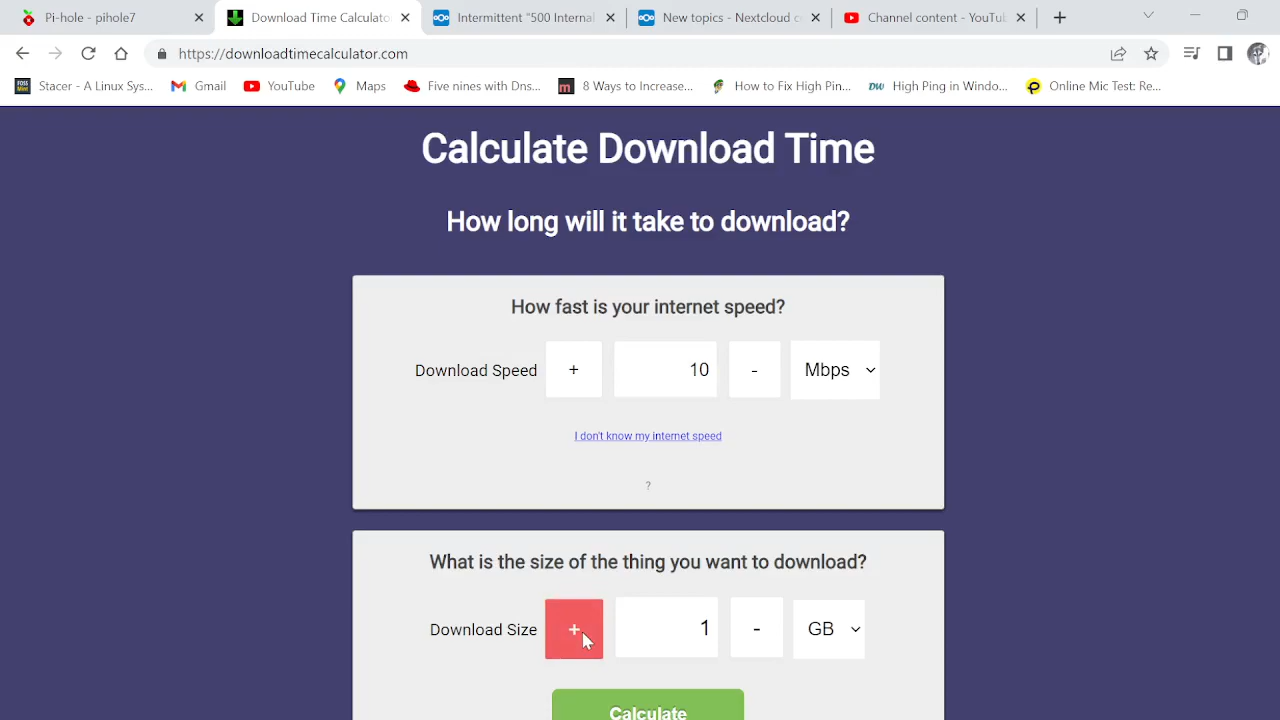 Pi-hole - pihole7
Download Time Calculato
Intermittent "500 Internal
New topics - Nextcloud c
Channel content - YouTu
https://downloadtimecalculator.com
FOSS Mint
Stacer - A Linux Sys...
Gmail
YouTube
Maps
Five nines with Dns...
m
8 Ways to Increase...
How to Fix High Pin...
DW
High Ping in Windo...
Online Mic Test: Re...
Calculate Download Time
How long will it take to download?
How fast is your internet speed?
Download Speed + 10 - Mbps
I don't know my internet speed
?
What is the size of the thing you want to download?
Download Size + 1 - GB
Calculate